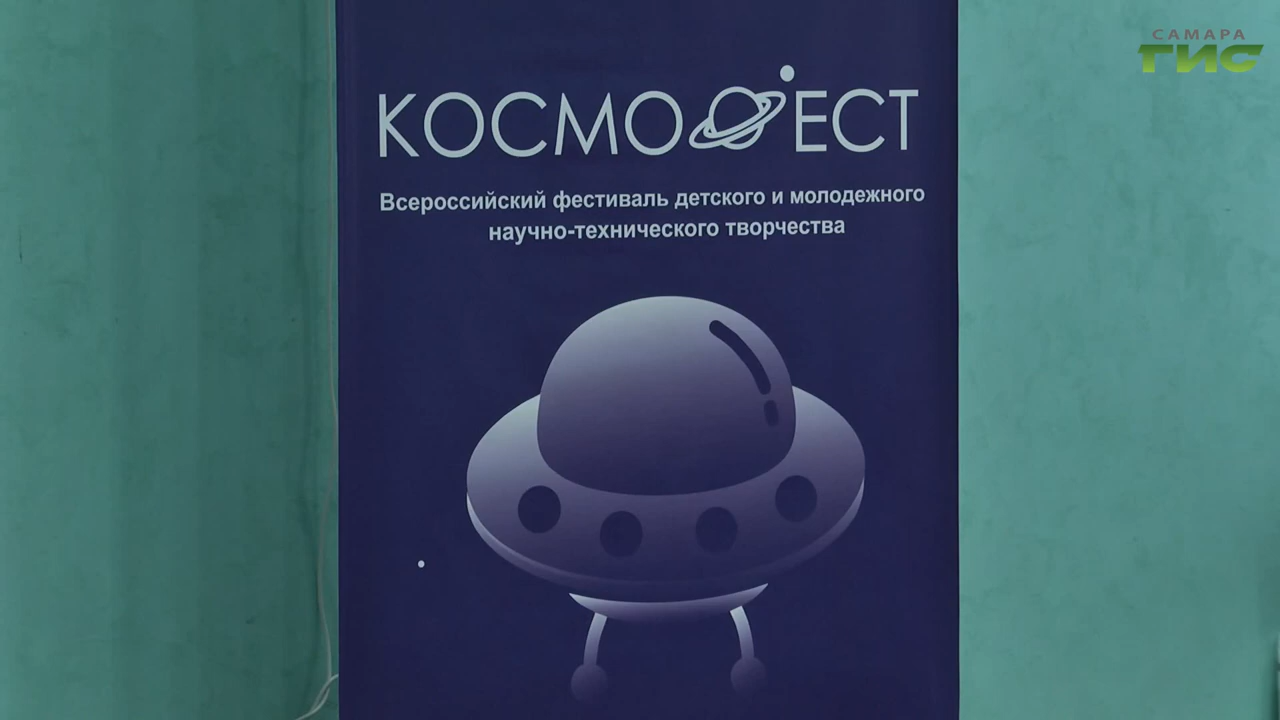 САМАРА
ГИС
КОСМОФЕСТ
Всероссийский фестиваль детского и молодежного
научно-технического творчества